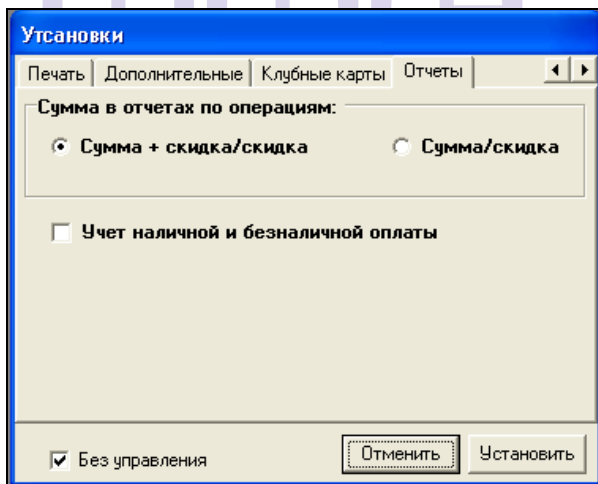 Утсановки
Печать Дополнительные Клубные карты Отчеты
Сумма в отчетах по операциям:
Сумма + скидка/скидка Сумма/скидка
Учет наличной и безналичной оплаты
Без управления Отменить Установить